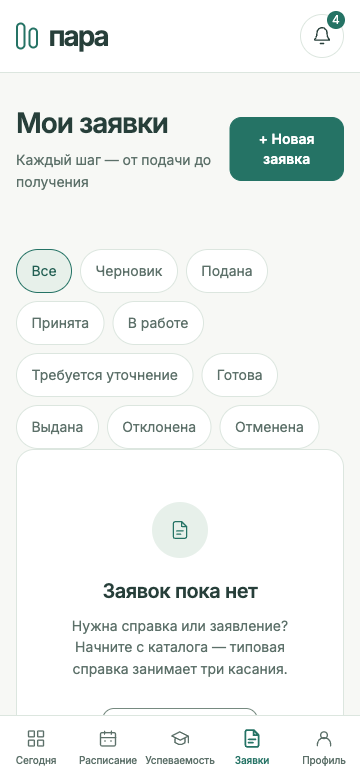 пара
4
Мои заявки
Каждый шаг — от подачи до
получения
+ Новая
заявка
Все
Черновик
Подана
Принята
В работе
Требуется уточнение
Готова
Выдана
Отклонена
Отменена
Заявок пока нет
Нужна справка или заявление?
Начните с каталога — типовая
справка занимает три касания.
Сегодня
Расписание
Успеваемость
Заявки
Профиль